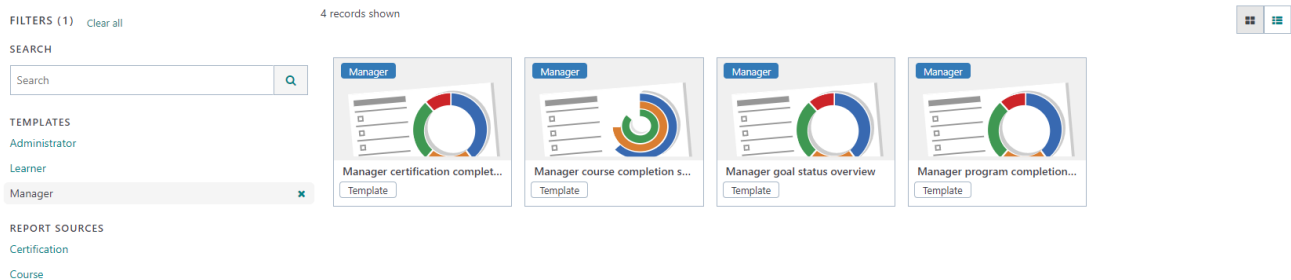 FILTERS (1) Clear all
4 records shown
SEARCH
Search
TEMPLATES
Administrator
Learner
Manager
REPORT SOURCES
Certification
Course
Manager
Manager certification complet...
Template
Manager
Manager course completion s...
Template
Manager
Manager goal status overview
Template
Manager
Manager program completion...
Template